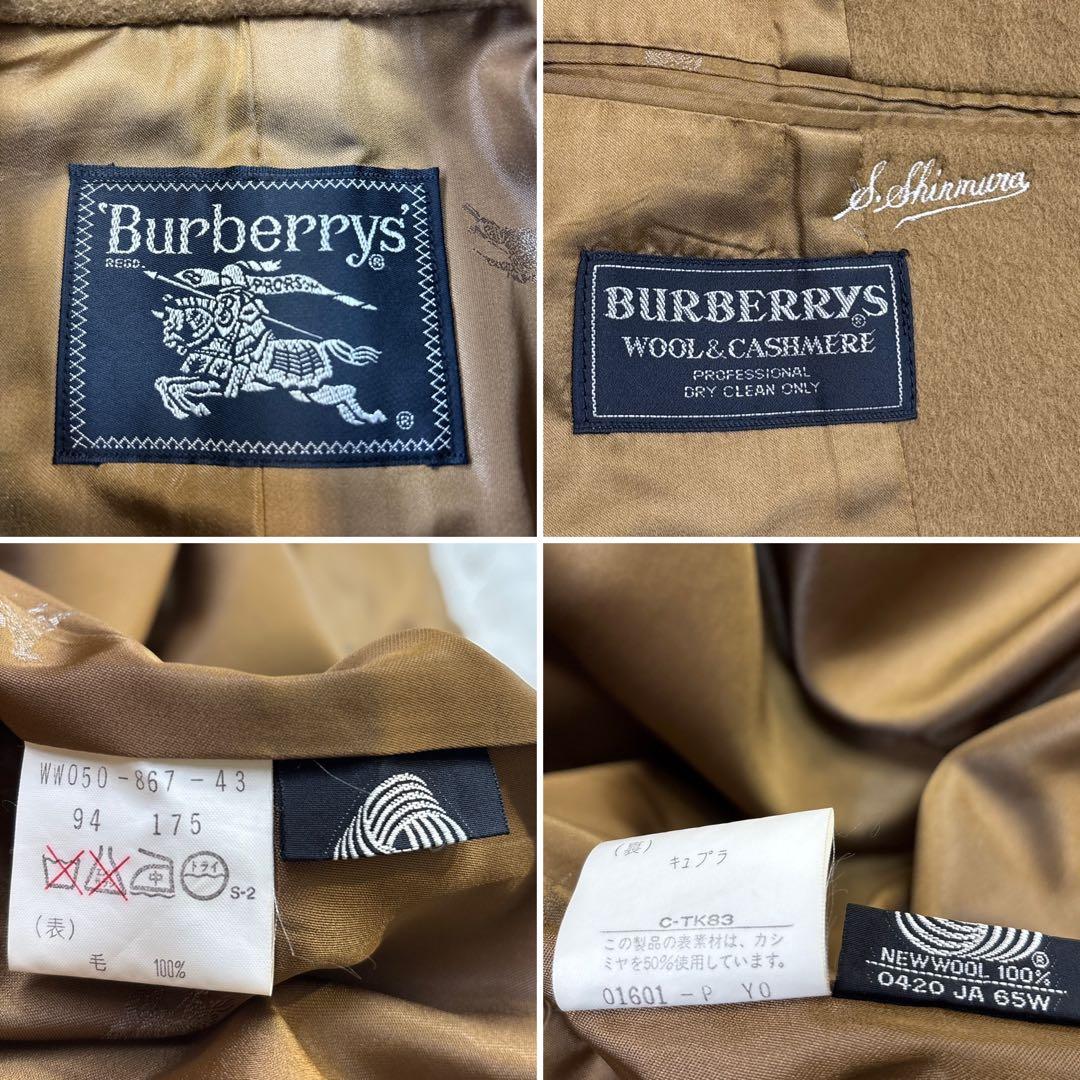 'Burberrys'®
REGD.
PRORSUM
®
S. Shinmura
BURBERRYS®
WOOL & CASHMERE
PROFESSIONAL
DRY CLEAN ONLY
WW050-867-43
94 175
中 ドライ
S-2
(表)
毛 100%
(裏)
キュプラ
C-TK83
この製品の表素材は、カシ
ミヤを50%使用しています。
01601-P YO
®
NEW WOOL 100%
0420 JA 65W